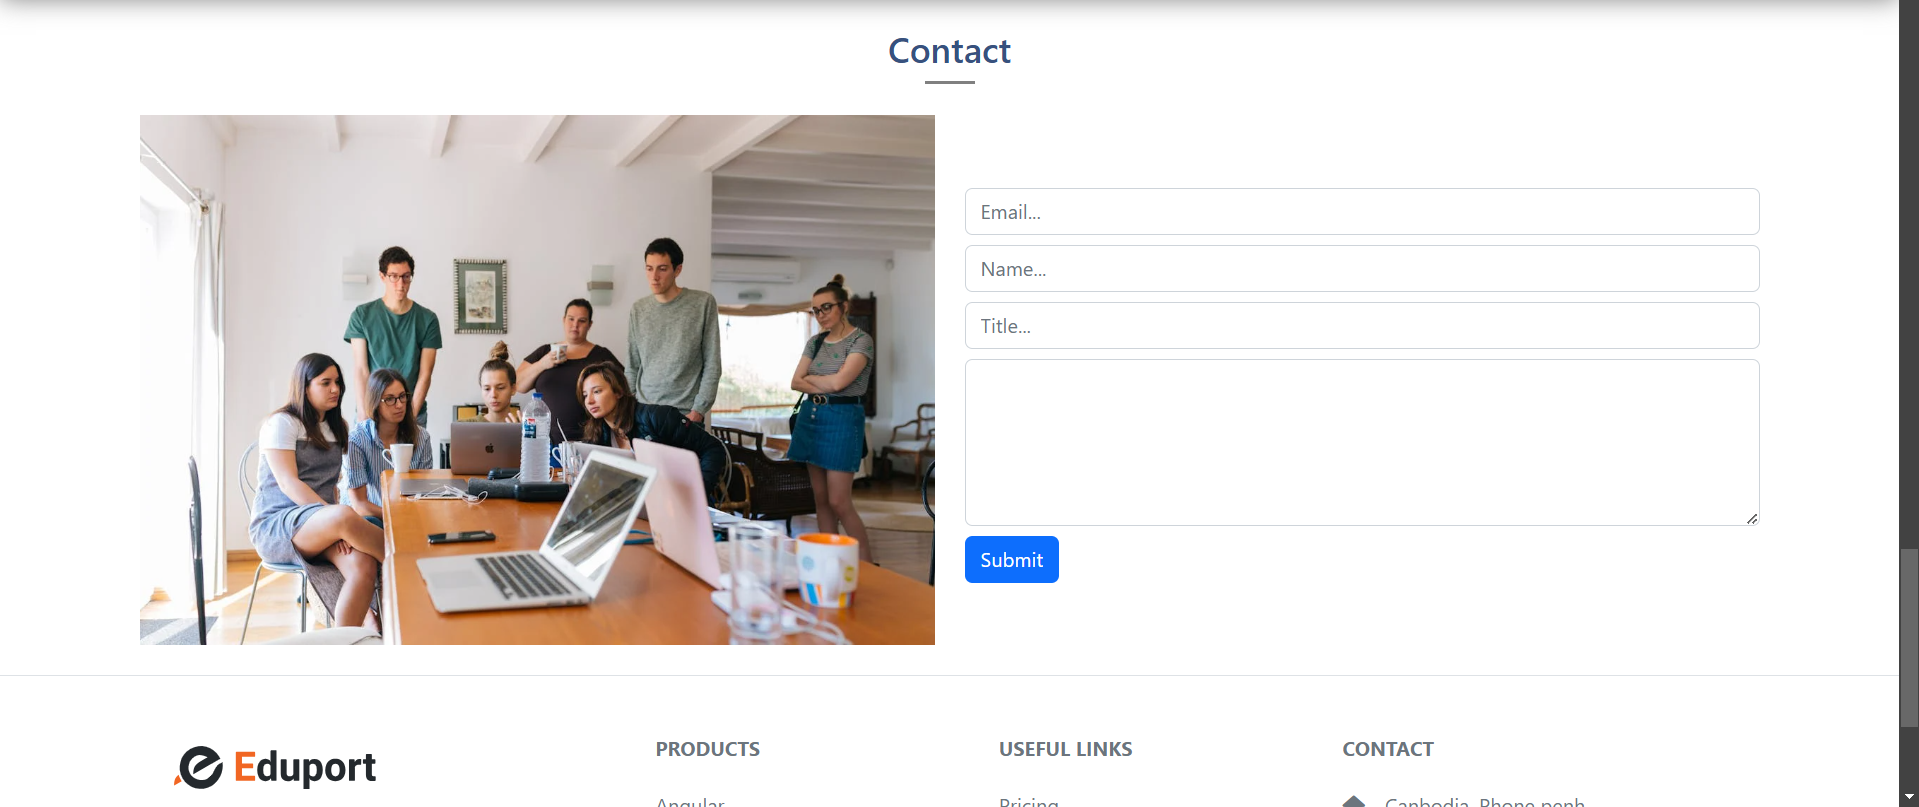 Contact
Email...
Name...
Title...
Submit
Eduport
PRODUCTS
USEFUL LINKS
CONTACT
Angular
Pricing
Canbodia, Phone penh